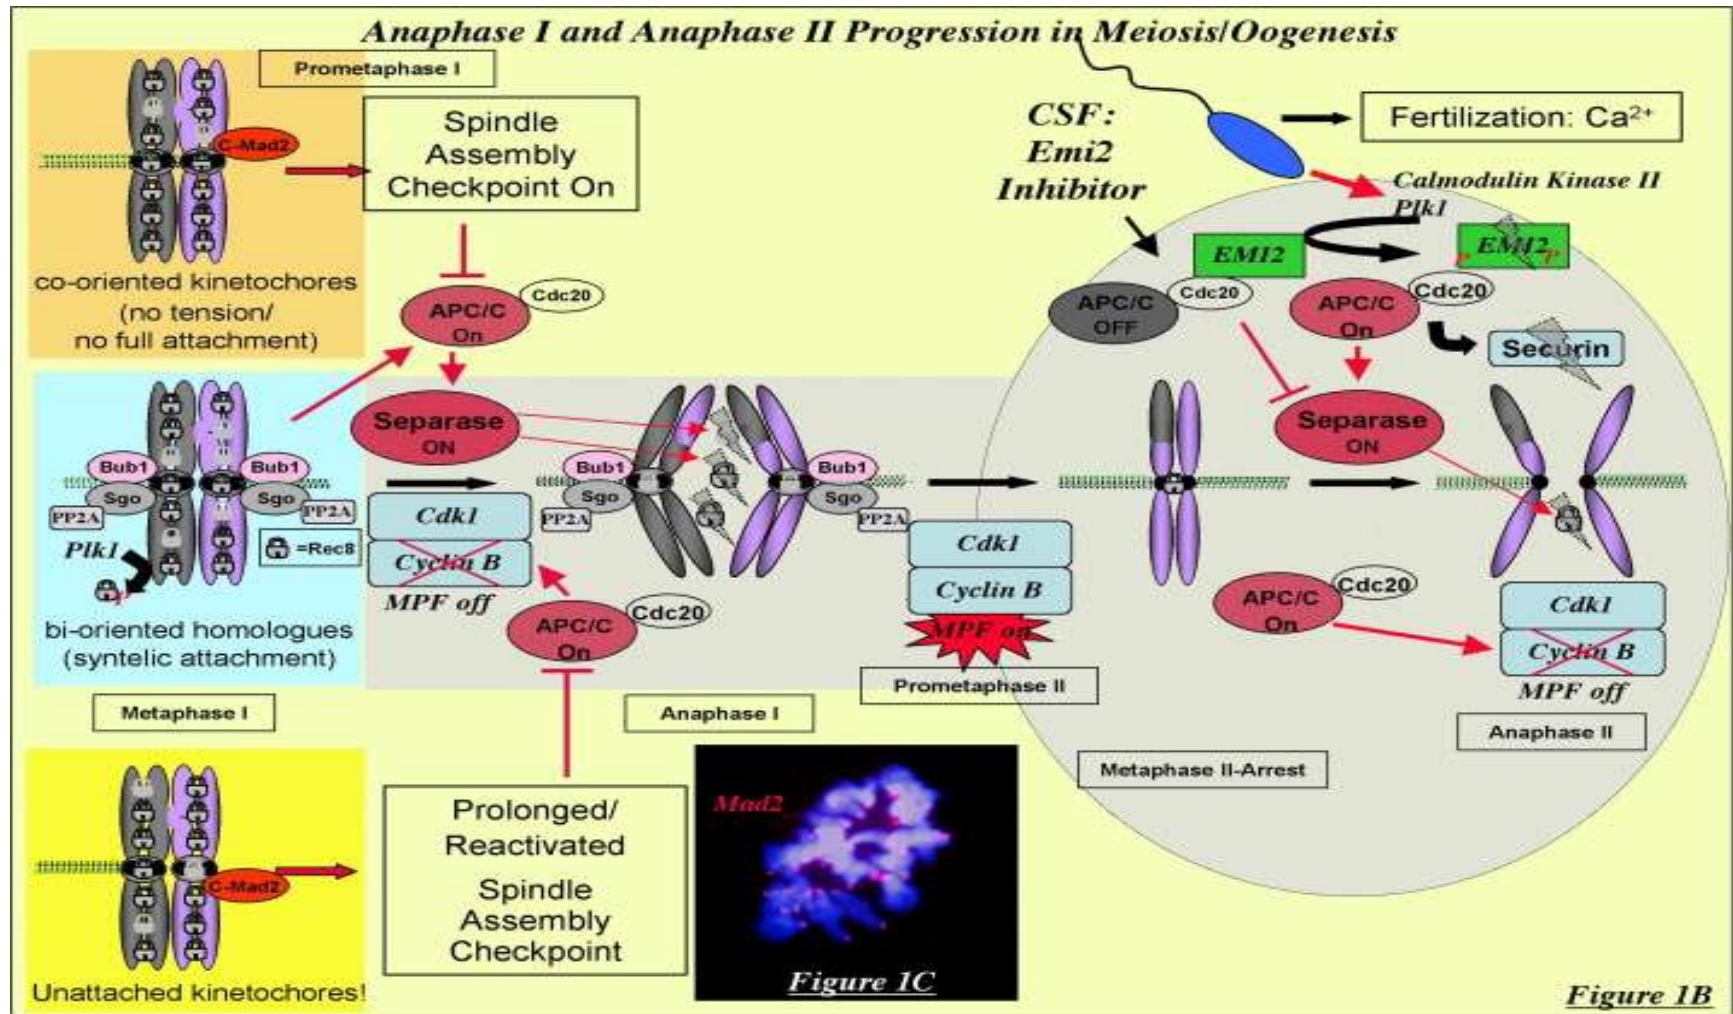 Anaphase I and Anaphase II Progression in Meiosis/Oogenesis
Prometaphase I
Spindle
Assembly
Checkpoint On
C-Mad2
co-oriented kinetochores
(no tension/
no full attachment)
APC/C
On
Cdc20
Separase
ON
Bub1
Sgo
PP2A
Bub1
Sgo
PP2A
Plk1
P
=Rec8
bi-oriented homologues
(syntelic attachment)
Metaphase I
Cdk1
Cyclin B
MPF off
APC/C
On
Cdc20
Bub1
Sgo
PP2A
Bub1
Sgo
PP2A
Anaphase I
Cdk1
Cyclin B
MPF on
Prometaphase II
C-Mad2
Unattached kinetochores!
Prolonged/
Reactivated
Spindle
Assembly
Checkpoint
Mad2
Figure 1C
CSF:
Emi2
Inhibitor
Fertilization: Ca²⁺
Calmodulin Kinase II
Plk1
EMI2
EMI2
P
P
APC/C
OFF
Cdc20
APC/C
On
Cdc20
Securin
Separase
ON
APC/C
On
Cdc20
Cdk1
Cyclin B
MPF off
Metaphase II-Arrest
Anaphase II
Figure 1B